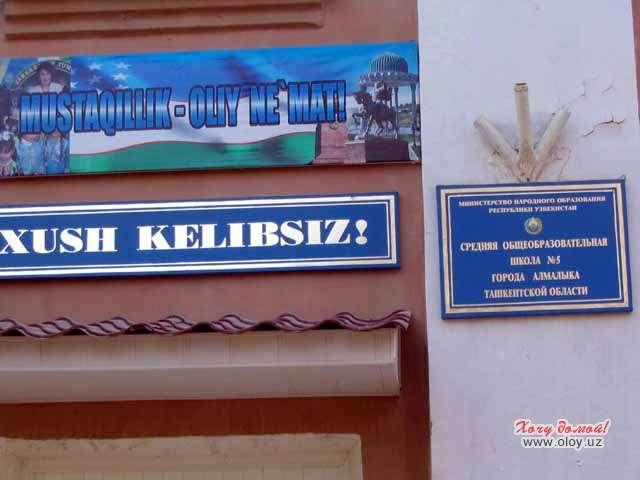 MUSTAQILLIK - OLIY NE`MAT!
XUSH KELIBSIZ!
МИНИСТЕРСТВО НАРОДНОГО ОБРАЗОВАНИЯ
РЕСПУБЛИКИ УЗБЕКИСТАН
СРЕДНЯЯ ОБЩЕОБРАЗОВАТЕЛЬНАЯ
ШКОЛА №5
ГОРОДА АЛМАЛЫКА
ТАШКЕНТСКОЙ ОБЛАСТИ
Хочу домой!
www.oloy.uz